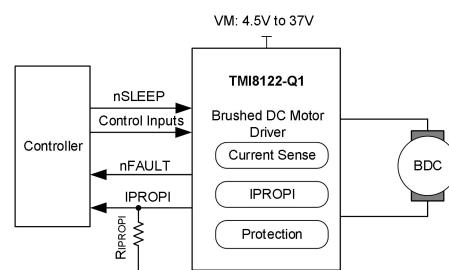 VM: 4.5V to 37V
TMI8122-Q1
nSLEEP
Control Inputs
Controller
Brushed DC Motor
Driver
Current Sense
nFAULT
BDC
IPROPI
IPROPI
RIPROPI
Protection